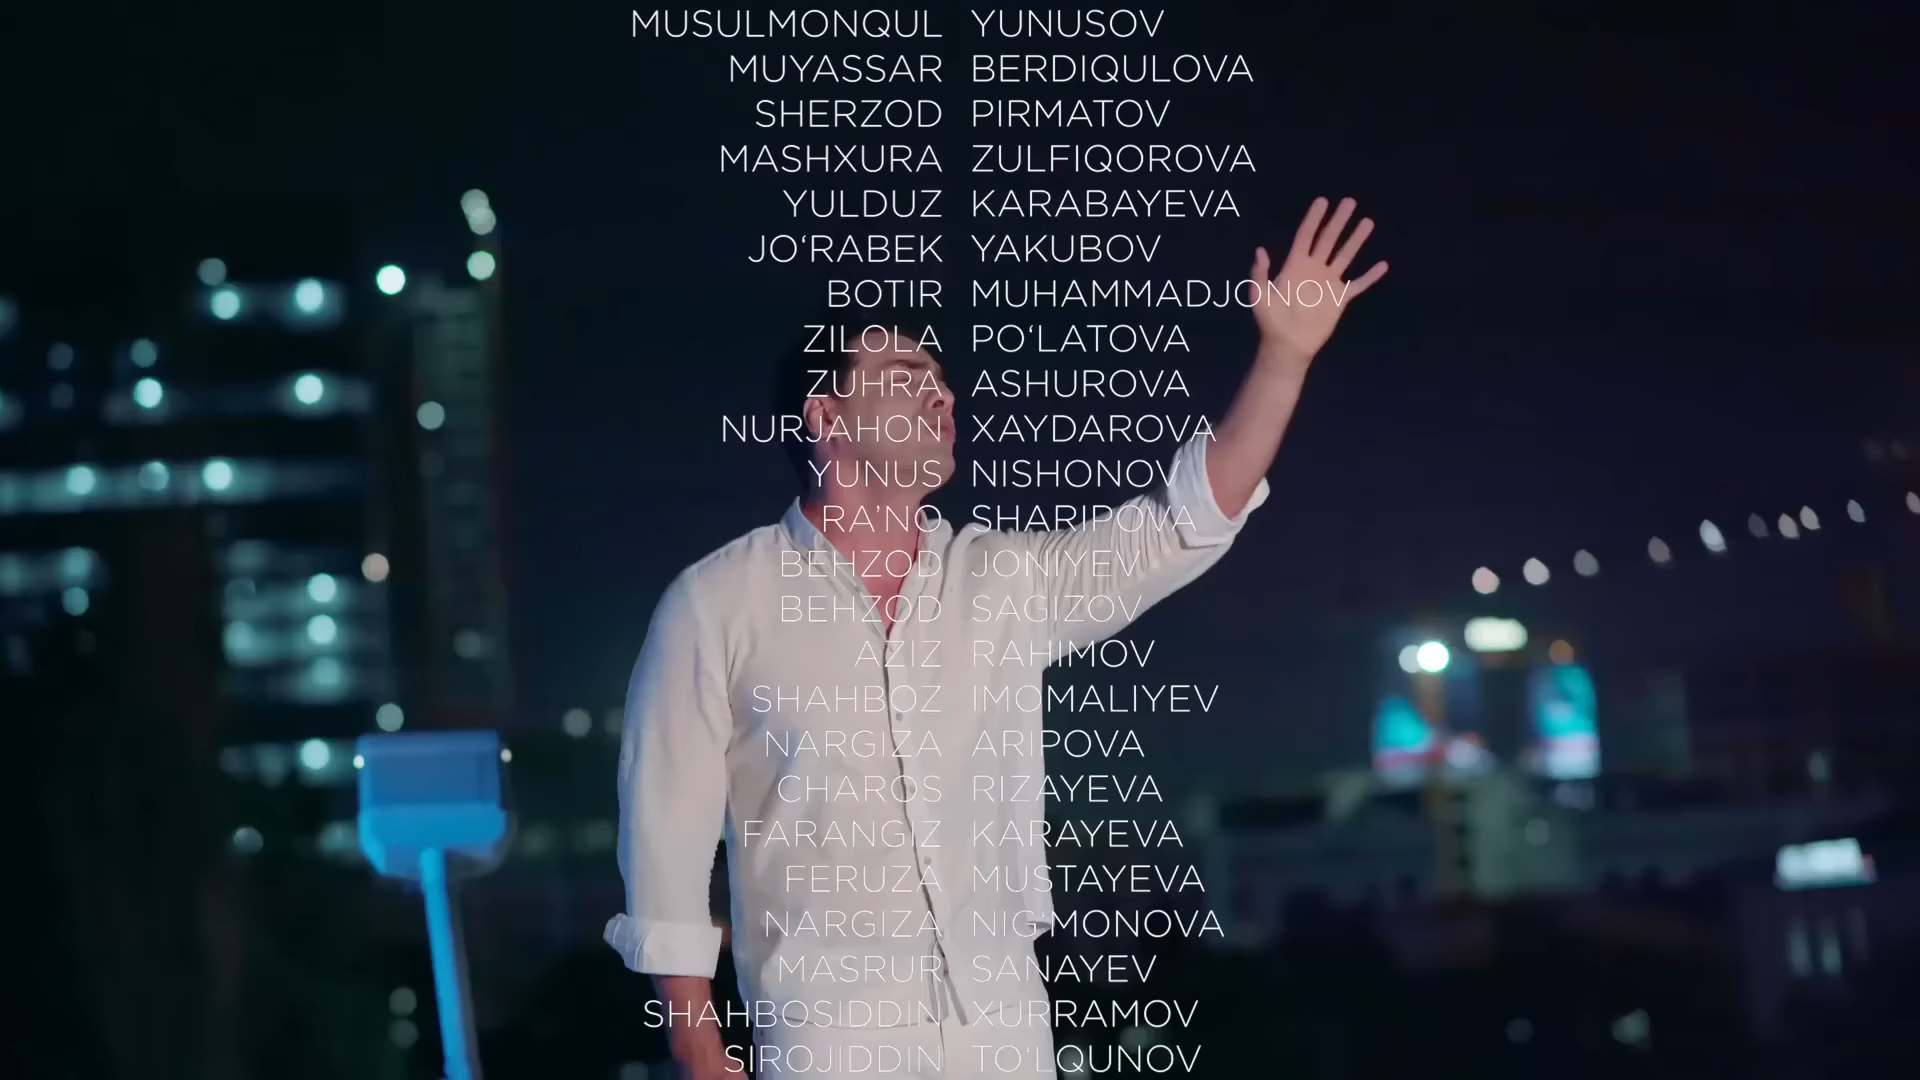 MUSULMONQUL YUNUSOV
MUYASSAR BERDIQULOVA
SHERZOD PIRMATOV
MASHXURA ZULFIQOROVA
YULDUZ KARABAYEVA
JO‘RABEK YAKUBOV
BOTIR MUHAMMADJONOV
ZILOLA PO‘LATOVA
ZUHRA ASHUROVA
NURJAHON XAYDAROVA
YUNUS NISHONOV
RA’NO SHARIPOVA
BEHZOD JONIYEV
BEHZOD SAGIZOV
AZIZ RAHIMOV
SHAHBOZ IMOMALIYEV
NARGIZA ARIPOVA
CHAROS RIZAYEVA
FARANGIZ KARAYEVA
FERUZA MUSTAYEVA
NARGIZA NIG‘MONOVA
MASRUR SANAYEV
SHAHBOSIDDIN XURRAMOV
SIROJIDDIN TO‘LQUNOV